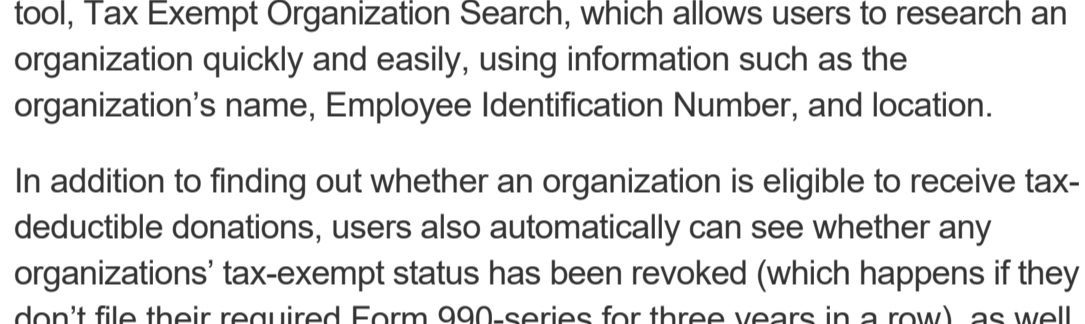 tool, Tax Exempt Organization Search, which allows users to research an
organization quickly and easily, using information such as the
organization’s name, Employee Identification Number, and location.
In addition to finding out whether an organization is eligible to receive tax-
deductible donations, users also automatically can see whether any
organizations’ tax-exempt status has been revoked (which happens if they
don’t file their required Form 990-series for three years in a row), as well